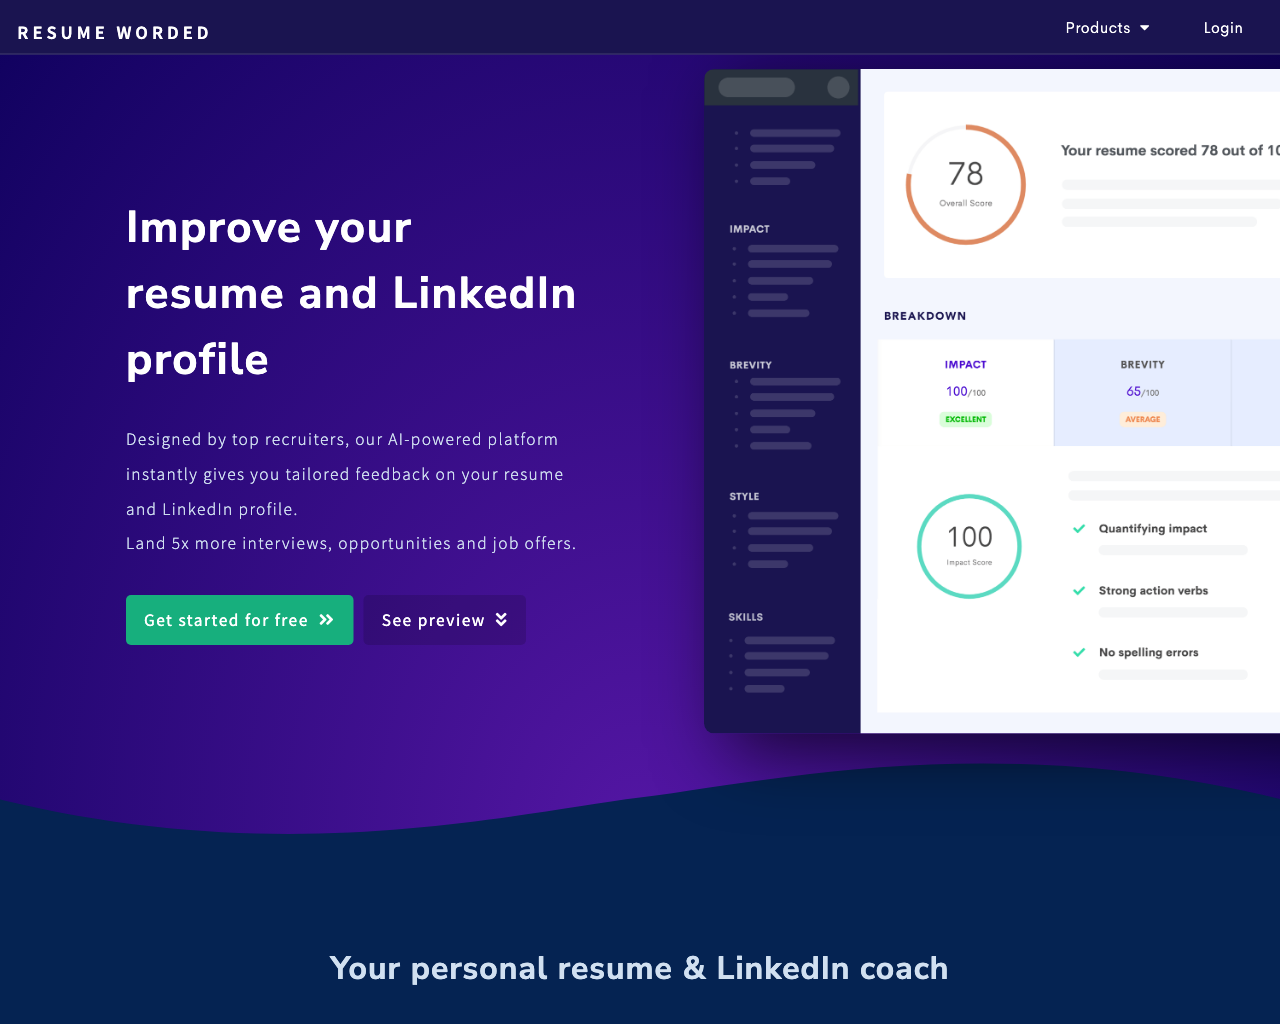 RESUME WORDED
Products
Login
Improve your
resume and LinkedIn
profile
Designed by top recruiters, our AI-powered platform
instantly gives you tailored feedback on your resume
and LinkedIn profile.
Land 5x more interviews, opportunities and job offers.
Get started for free
See preview
IMPACT
BREVITY
STYLE
SKILLS
78
Overall Score
Your resume scored 78 out of 10
BREAKDOWN
IMPACT
100/100
EXCELLENT
BREVITY
65/100
AVERAGE
100
Impact Score
Quantifying impact
Strong action verbs
No spelling errors
Your personal resume & LinkedIn coach